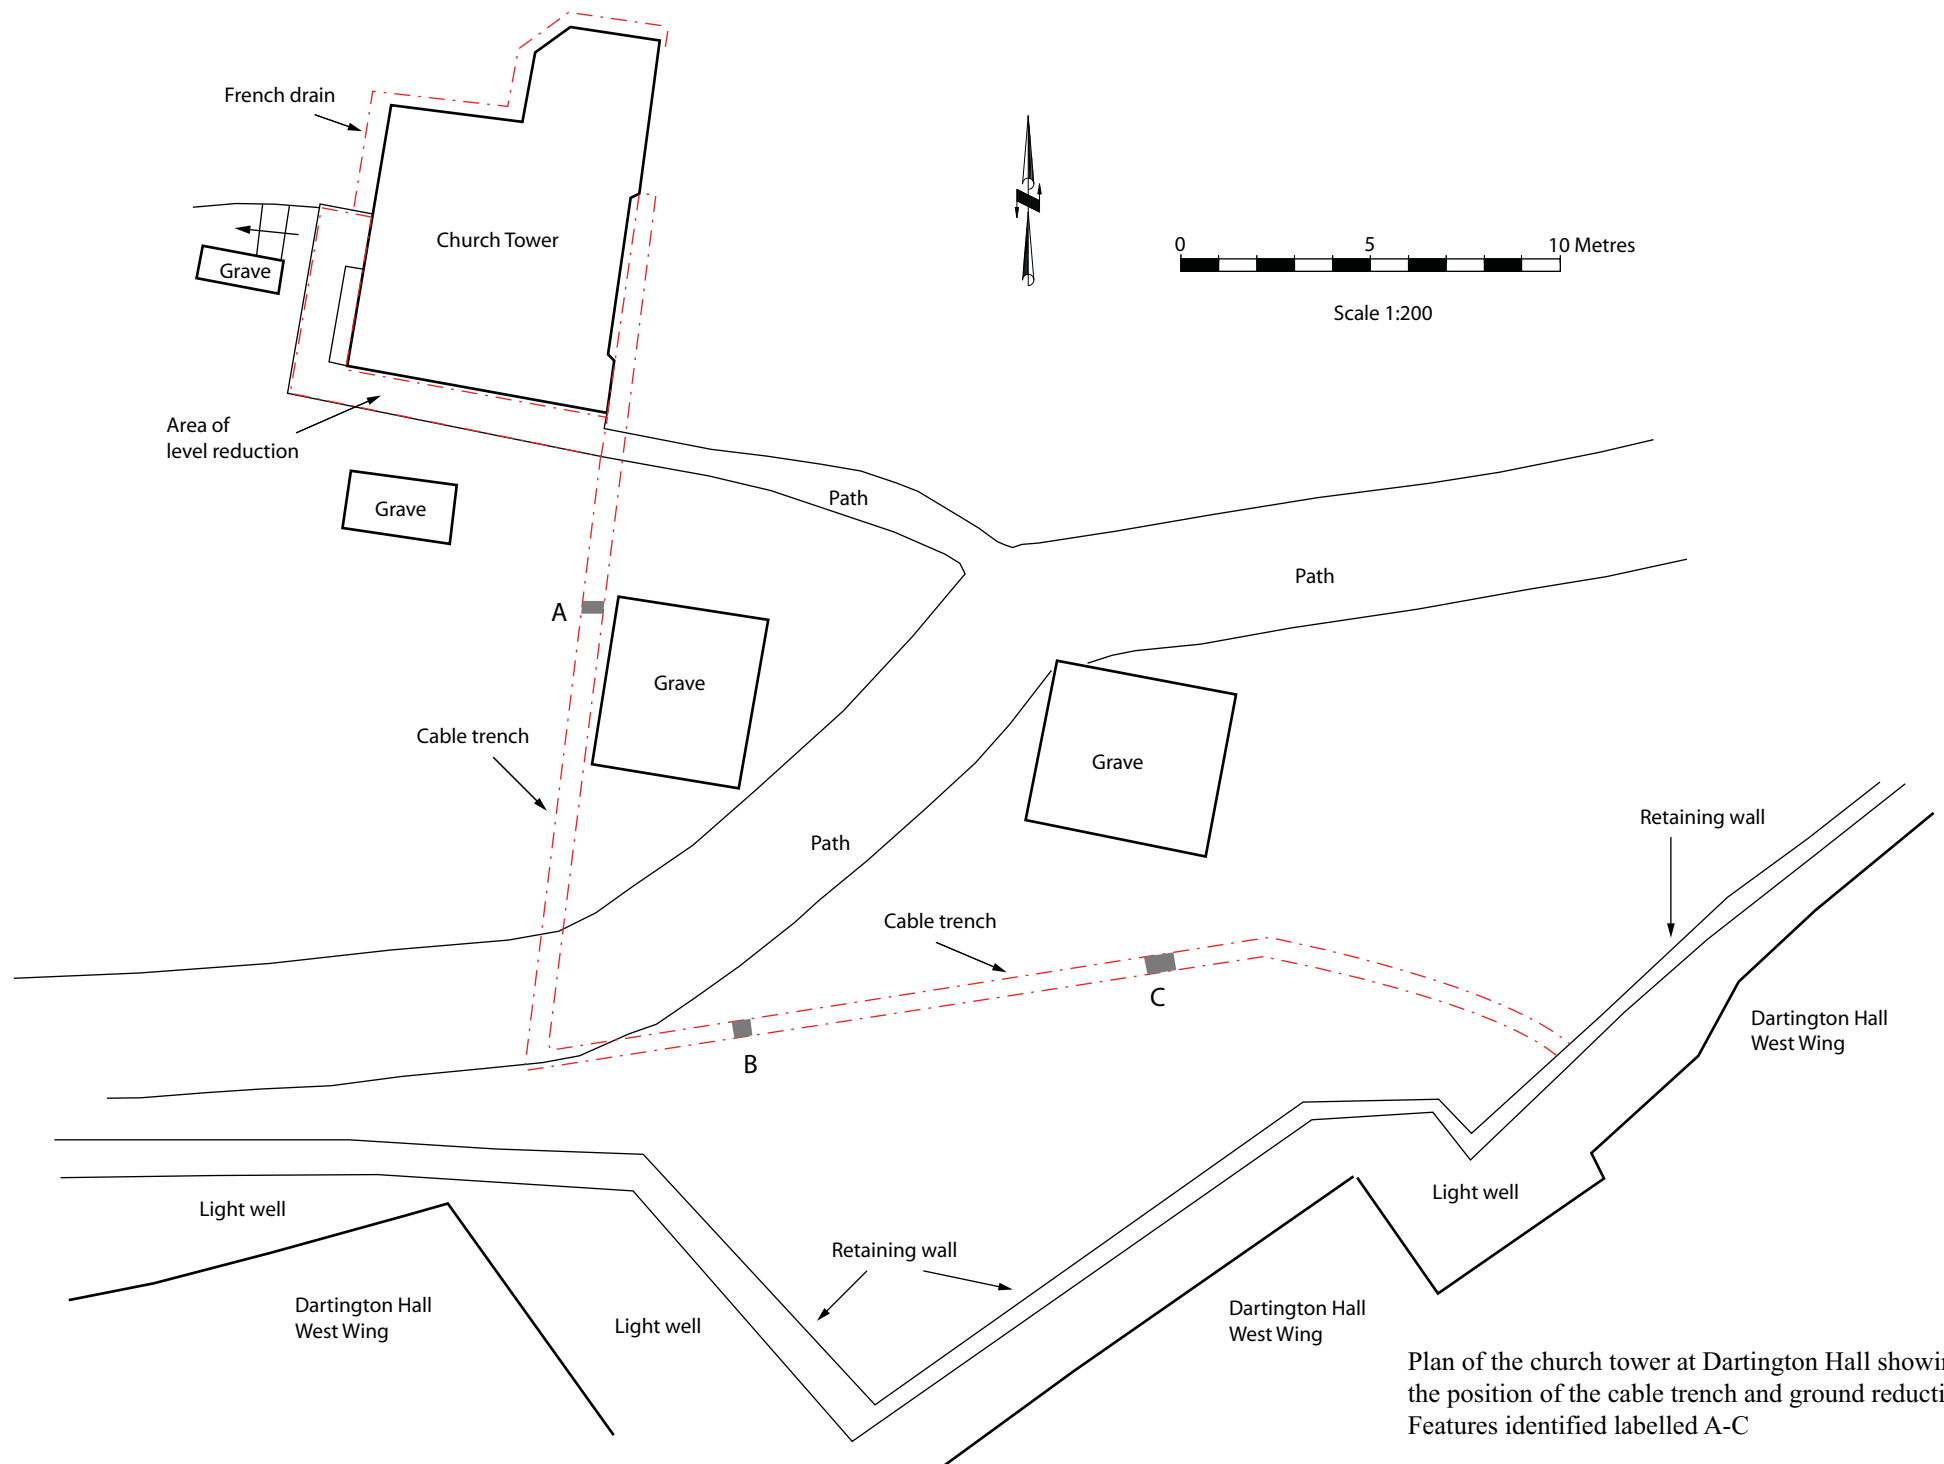 French drain
Church Tower
Grave
0 5 10 Metres
Scale 1:200
Area of
level reduction
Grave
Path
Path
A
Grave
Grave
Cable trench
Path
Retaining wall
Cable trench
C
B
Dartington Hall
West Wing
Light well
Light well
Retaining wall
Dartington Hall
West Wing
Light well
Dartington Hall
West Wing
Plan of the church tower at Dartington Hall showin
the position of the cable trench and ground reducti
Features identified labelled A-C